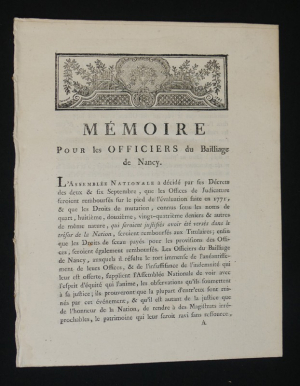 MÉMOIRE
POUR les OFFICIERS du Bailliage
de Nancy.
L'ASSEMBLÉE NATIONALE a décidé par ses Décrets
des deux & six Septembre, que les Offices de Judicature
seroient remboursés sur le pied de l'évaluation faite en 1771,
& que les Droits de mutation, connus sous les noms de
quart, huitième, douzième, vingt-quatrième deniers & autres
de même nature, qui seroient justifiés avoir été versés dans le
trésor de la Nation, seroient remboursés aux Titulaires; enfin
que les Droits de sceau payés pour les provisions des Offi-
ces, seroient également remboursés. Les Officiers du Bailliage
de Nancy, auxquels il résulte le tort immense de l'anéantis-
sement de leurs Offices, & de l'insuffisance de l'indemnité qui
leur est offerte, supplient l'Assemblée Nationale de voir avec
l'esprit d'équité qui l'anime, les observations qu'ils soumettent
à sa justice; ils prouveront que la plupart d'entr'eux sont rui-
nés par cet événement, & qu'il est autant de la justice que
de l'honneur de la Nation, de rendre à des Magistrats irré-
prochables, le patrimoine qui leur seroit ravi sans ressource,
A